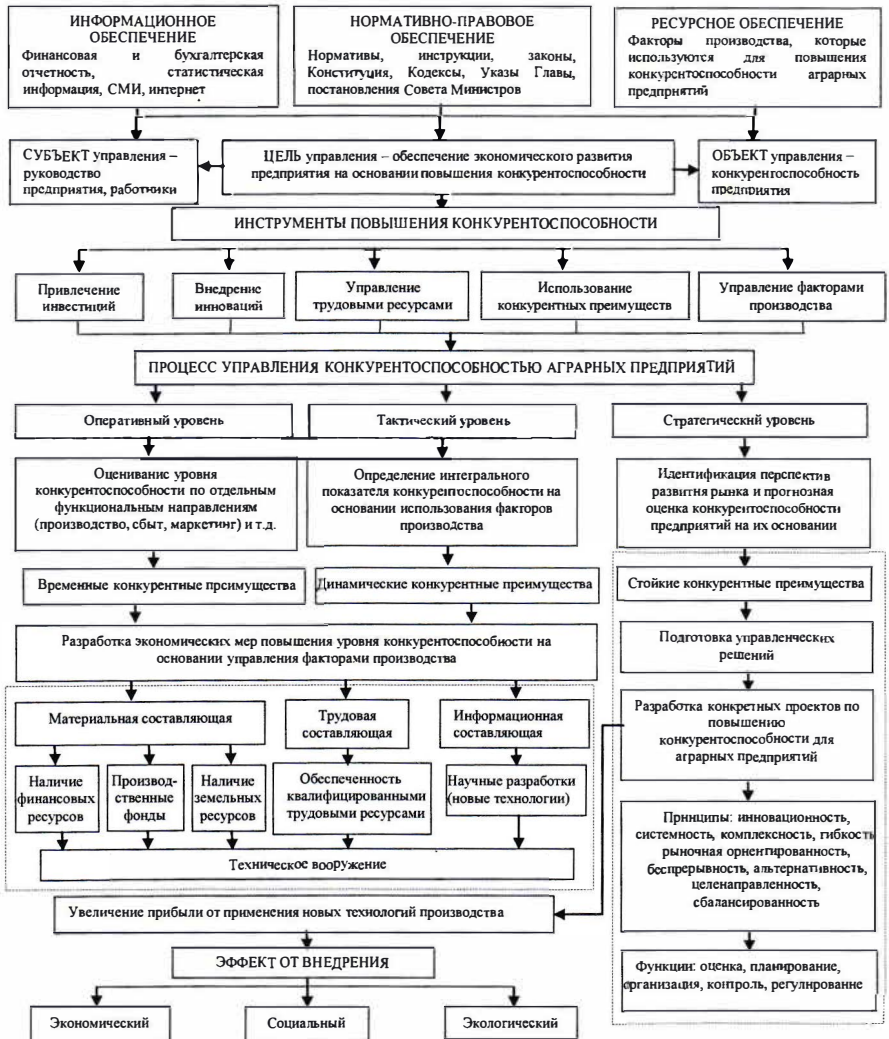 ИНФОРМАЦИОННОЕ
ОБЕСПЕЧЕНИЕ
Финансовая и бухгалтерская
отчетность, статистическая
информация, СМИ, интернет
НОРМАТИВНО-ПРАВОВОЕ
ОБЕСПЕЧЕНИЕ
Нормативы, инструкции, законы,
Конституция, Кодексы, Указы Главы,
постановления Совета Министров
РЕСУРСНОЕ ОБЕСПЕЧЕНИЕ
Факторы производства, которые
используются для повышения
конкурентоспособности аграрных
предприятий
СУБЪЕКТ управления –
руководство
предприятия, работники
ЦЕЛЬ управления – обеспечение экономического развития
предприятия на основании повышения конкурентоспособности
ОБЪЕКТ управления –
конкурентоспособность
предприятия
ИНСТРУМЕНТЫ ПОВЫШЕНИЯ КОНКУРЕНТОСПОСОБНОСТИ
Привлечение
инвестиций
Внедрение
инноваций
Управление
трудовыми ресурсами
Использование
конкурентных преимуществ
Управление факторами
производства
ПРОЦЕСС УПРАВЛЕНИЯ КОНКУРЕНТОСПОСОБНОСТЬЮ АГРАРНЫХ ПРЕДПРИЯТИЙ
Оперативный уровень
Тактический уровень
Стратегический уровень
Оценивание уровня
конкурентоспособности по отдельным
функциональным направлениям
(производство, сбыт, маркетинг) и т.д.
Определение интегрального
показателя конкурентоспособности на
основании использования факторов
производства
Идентификация перспектив
развития рынка и прогнозная
оценка конкурентоспособности
предприятий на их основании
Временные конкурентные преимущества
Динамические конкурентные преимущества
Стойкие конкурентные преимущества
Разработка экономических мер повышения уровня конкурентоспособности на
основании управления факторами производства
Подготовка управленческих
решений
Материальная составляющая
Трудовая
составляющая
Информационная
составляющая
Разработка конкретных проектов по
повышению
конкурентоспособности для
аграрных предприятий
Наличие
финансовых
ресурсов
Производ-
ственные
фонды
Наличие
земельных
ресурсов
Обеспеченность
квалифицированными
трудовыми ресурсами
Научные разработки
(новые технологии)
Техническое вооружение
Принципы: инновационность,
системность, комплексность, гибкость
рыночная ориентированность,
беспрерывность, альтернативность,
целенаправленность,
сбалансированность
Увеличение прибыли от применения новых технологий производства
ЭФФЕКТ ОТ ВНЕДРЕНИЯ
Функции: оценка, планирование,
организация, контроль, регулирование
Экономический
Социальный
Экологический